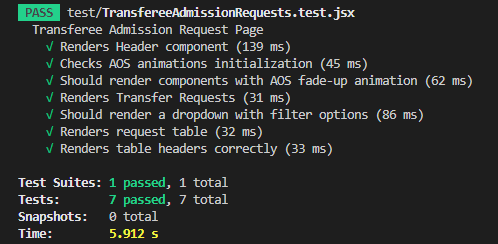 PASS test/TransfereeAdmissionRequests.test.jsx
Transferee Admission Request Page
√ Renders Header component (139 ms)
√ Checks AOS animations initialization (45 ms)
√ Should render components with AOS fade-up animation (62 ms)
√ Renders Transfer Requests (31 ms)
√ Should render a dropdown with filter options (86 ms)
√ Renders request table (32 ms)
√ Renders table headers correctly (33 ms)
Test Suites: 1 passed, 1 total
Tests: 7 passed, 7 total
Snapshots: 0 total
Time: 5.912 s